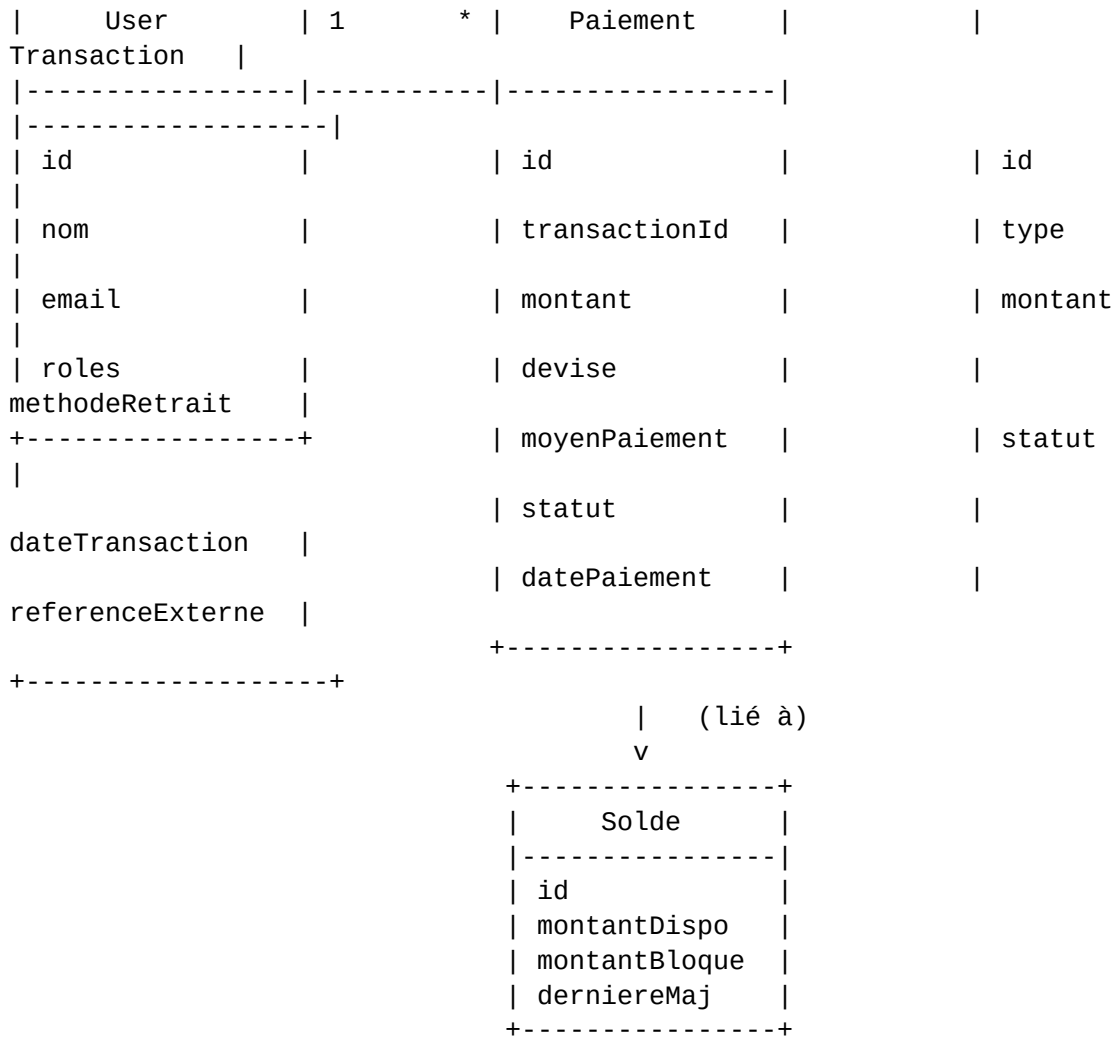 |     User        | 1       * |    Paiement     |           |
Transaction   |
|-----------------|-----------|-----------------|
|-------------------|
| id              |           | id              |           | id
|
| nom             |           | transactionId   |           | type
|
| email           |           | montant         |           | montant
|
| roles           |           | devise          |           |
methodeRetrait    |
+-----------------+           | moyenPaiement   |           | statut
|
                              | statut          |           |
dateTransaction   |
                              | datePaiement    |           |
referenceExterne  |
                              +-----------------+
+-------------------+
                                       |   (lié à)
                                       v
                               +----------------+
                               |     Solde      |
                               |----------------|
                               | id             |
                               | montantDispo   |
                               | montantBloque  |
                               | derniereMaj    |
                               +----------------+